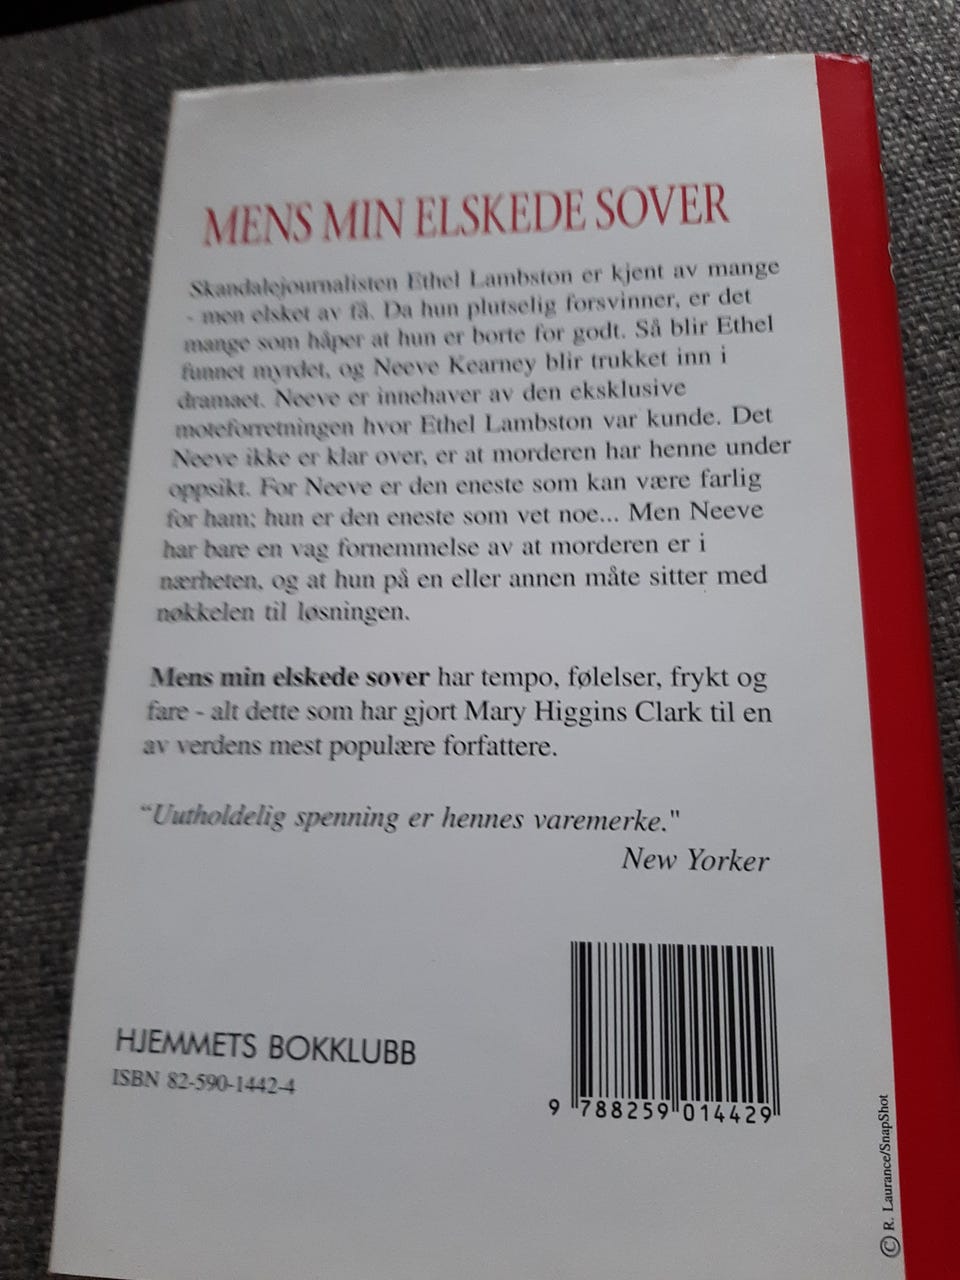 MENS MIN ELSKEDE SOVER
Skandalejournalisten Ethel Lambston er kjent av mange
- men elsket av få. Da hun plutselig forsvinner, er det
mange som håper at hun er borte for godt. Så blir Ethel
funnet myrdet, og Neeve Kearney blir trukket inn i
dramaet. Neeve er innehaver av den eksklusive
moteforretningen hvor Ethel Lambston var kunde. Det
Neeve ikke er klar over, er at morderen har henne under
oppsikt. For Neeve er den eneste som kan være farlig
for ham; hun er den eneste som vet noe... Men Neeve
har bare en vag fornemmelse av at morderen er i
nærheten, og at hun på en eller annen måte sitter med
nøkkelen til løsningen.
Mens min elskede sover har tempo, følelser, frykt og
fare - alt dette som har gjort Mary Higgins Clark til en
av verdens mest populære forfattere.
“Uutholdelig spenning er hennes varemerke."
New Yorker
HJEMMETS BOKKLUBB
ISBN 82-590-1442-4
9 788259 014429
© R. Laurance/SnapShot